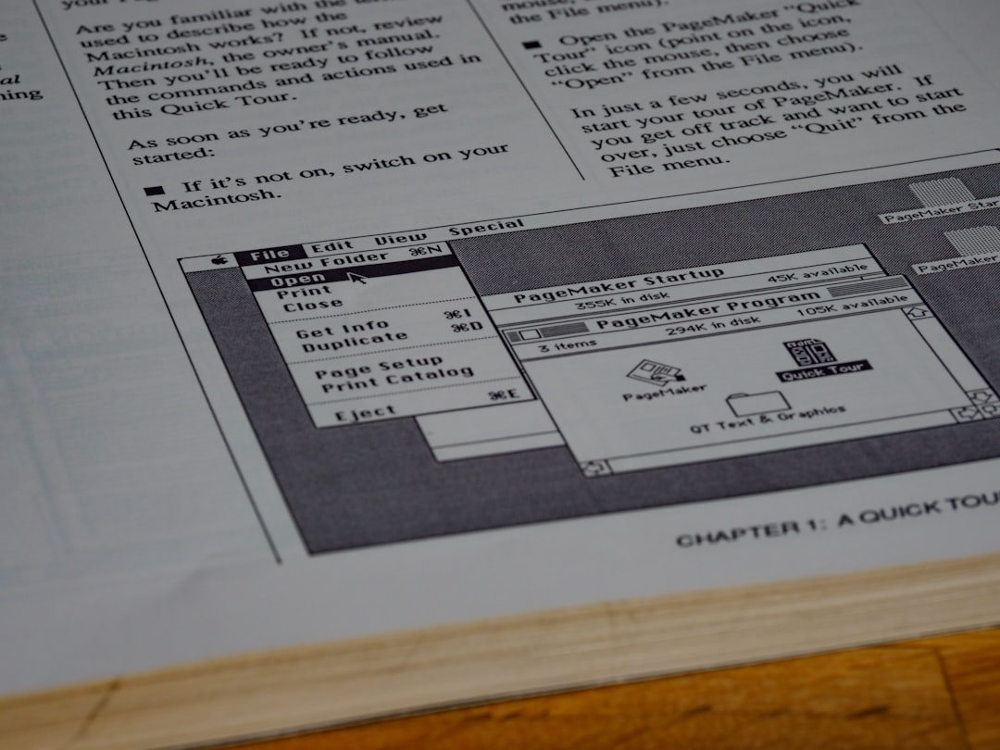 al
ning
your
Are you familiar with the
used to describe how the
Macintosh works? If not, review
Macintosh, the owner's manual.
Then you'll be ready to follow
the commands and actions used in
this Quick Tour.
As soon as you're ready, get
started:
■ If it's not on, switch on your
Macintosh.
the File menu).
■ Open the PageMaker “Quick
Tour” icon (point on the icon,
click the mouse, then choose
“Open” from the File menu).
In just a few seconds, you will
start your tour of PageMaker. If
you get off track and want to start
over, just choose “Quit” from the
File menu.
File Edit View Special
New Folder ⌘N
Open
Print
Close
Get Info ⌘I
Duplicate ⌘D
Page Setup
Print Catalog
Eject ⌘E
PageMaker Startup
355K in disk 45K available
PageMaker Program
3 items 294K in disk 105K available
PageMaker
Quick Tour
QT Text & Graphics
PageMaker Star
PageMaker
CHAPTER 1: A QUICK TOU